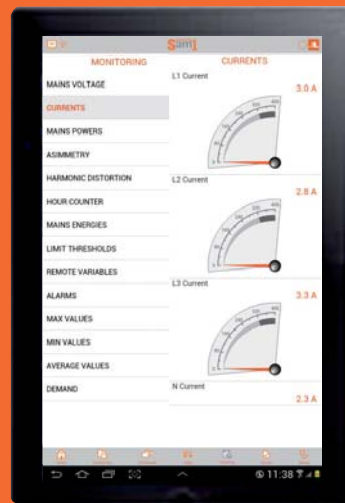 Sam1
MONITORING
CURRENTS
MAINS VOLTAGE
CURRENTS
MAINS POWERS
ASIMMETRY
HARMONIC DISTORTION
HOUR COUNTER
MAINS ENERGIES
LIMIT THRESHOLDS
REMOTE VARIABLES
ALARMS
MAX VALUES
MIN VALUES
AVERAGE VALUES
DEMAND
L1 Current
3.0 A
L2 Current
2.8 A
L3 Current
3.3 A
N Current
2.3 A
11:38